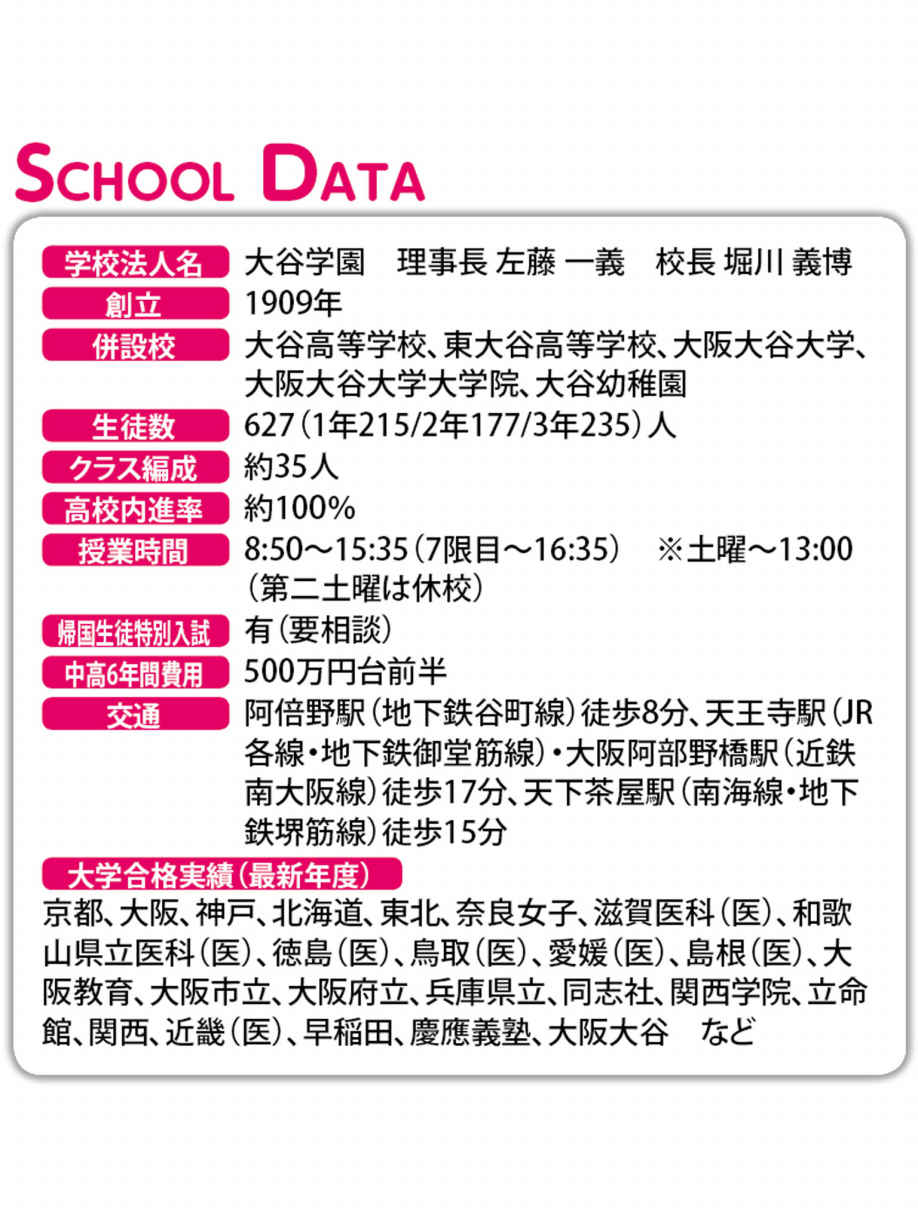 SCHOOL DATA
学校法人名 大谷学園　理事長 左藤 一義　校長 堀川 義博
創立 1909年
併設校 大谷高等学校、東大谷高等学校、大阪大谷大学、
大阪大谷大学大学院、大谷幼稚園
生徒数 627（1年215/2年177/3年235）人
クラス編成 約35人
高校内進率 約100%
授業時間 8:50〜15:35（7限目〜16:35）　※土曜〜13:00
（第二土曜は休校）
帰国生徒特別入試 有（要相談）
中高6年間費用 500万円台前半
交通 阿倍野駅（地下鉄谷町線）徒歩8分、天王寺駅（JR
各線・地下鉄御堂筋線）・大阪阿部野橋駅（近鉄
南大阪線）徒歩17分、天下茶屋駅（南海線・地下
鉄堺筋線）徒歩15分
大学合格実績（最新年度）
京都、大阪、神戸、北海道、東北、奈良女子、滋賀医科（医）、和歌
山県立医科（医）、徳島（医）、鳥取（医）、愛媛（医）、島根（医）、大
阪教育、大阪市立、大阪府立、兵庫県立、同志社、関西学院、立命
館、関西、近畿（医）、早稲田、慶應義塾、大阪大谷　など